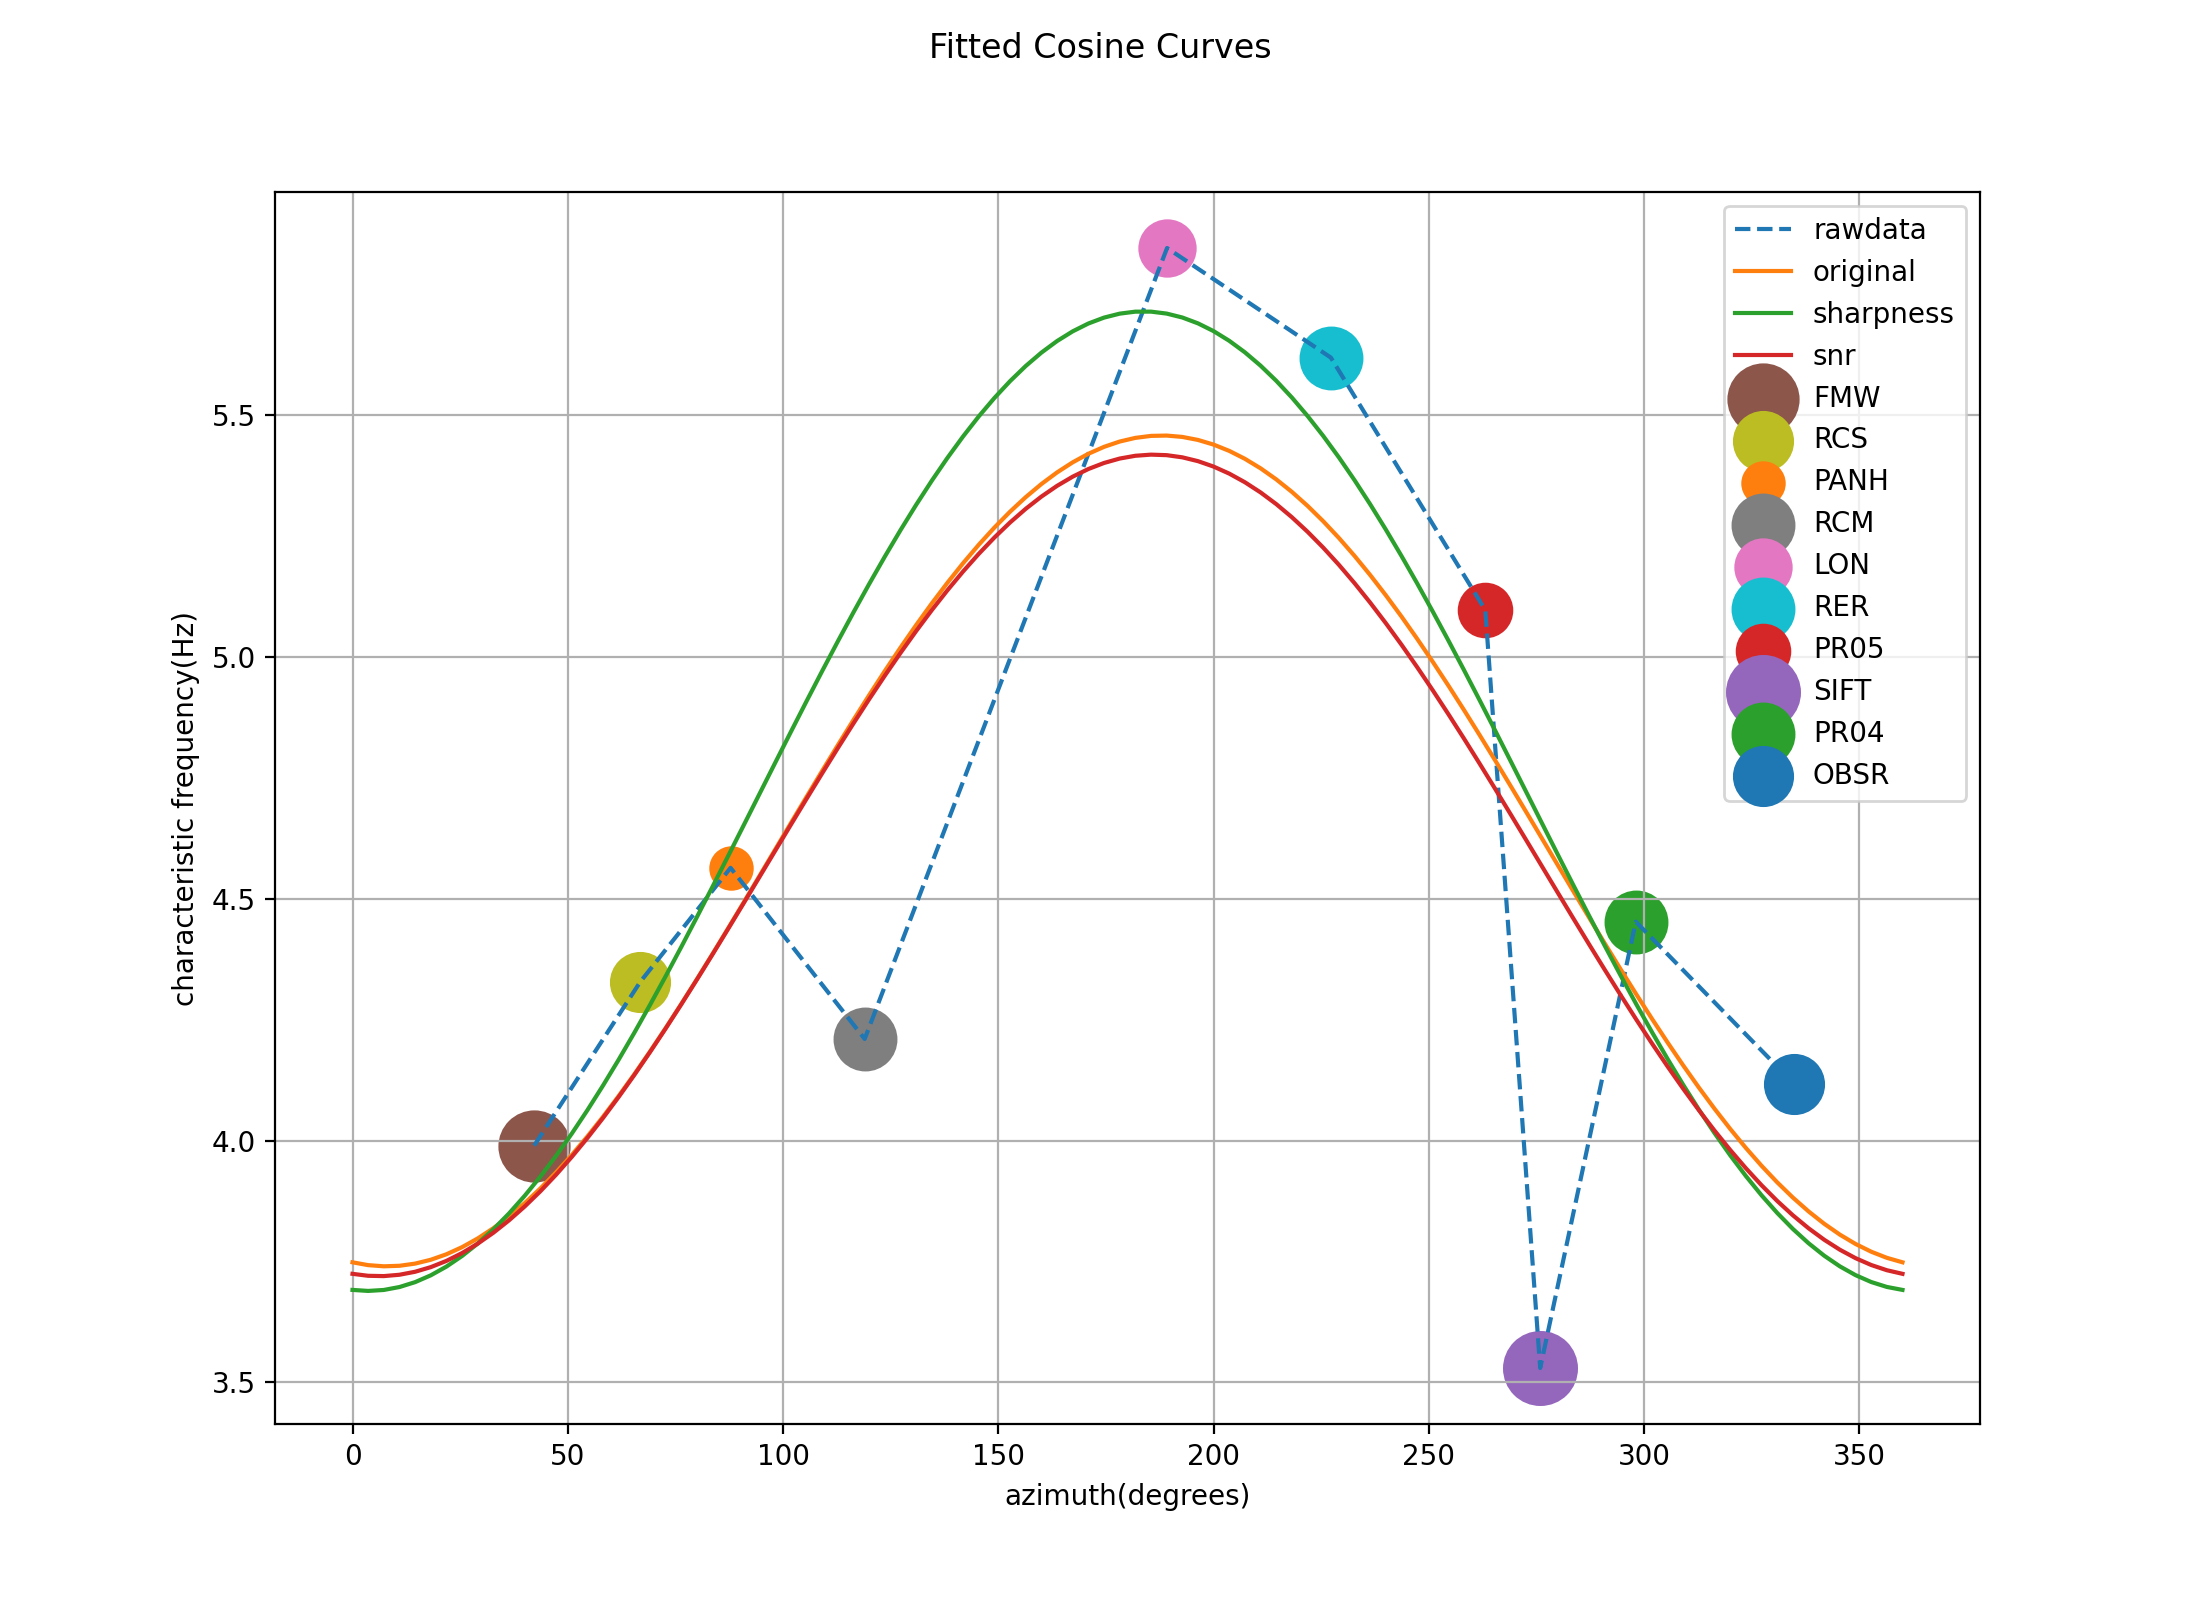 Fitted Cosine Curves
rawdata
original
sharpness
snr
FMW
RCS
PANH
RCM
LON
RER
PR05
SIFT
PR04
OBSR
characteristic frequency(Hz)
5.5
5.0
4.5
4.0
3.5
0 50 100 150 200 250 300 350
azimuth(degrees)